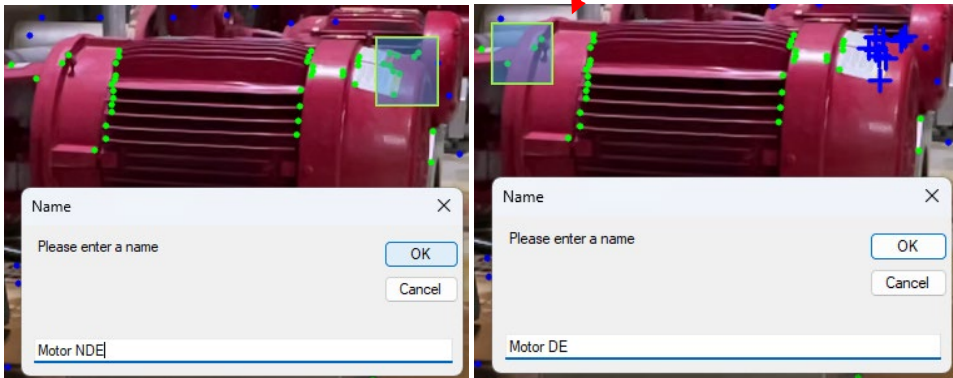 Name
Please enter a name
OK
Cancel
Motor NDE
Name
Please enter a name
OK
Cancel
Motor DE